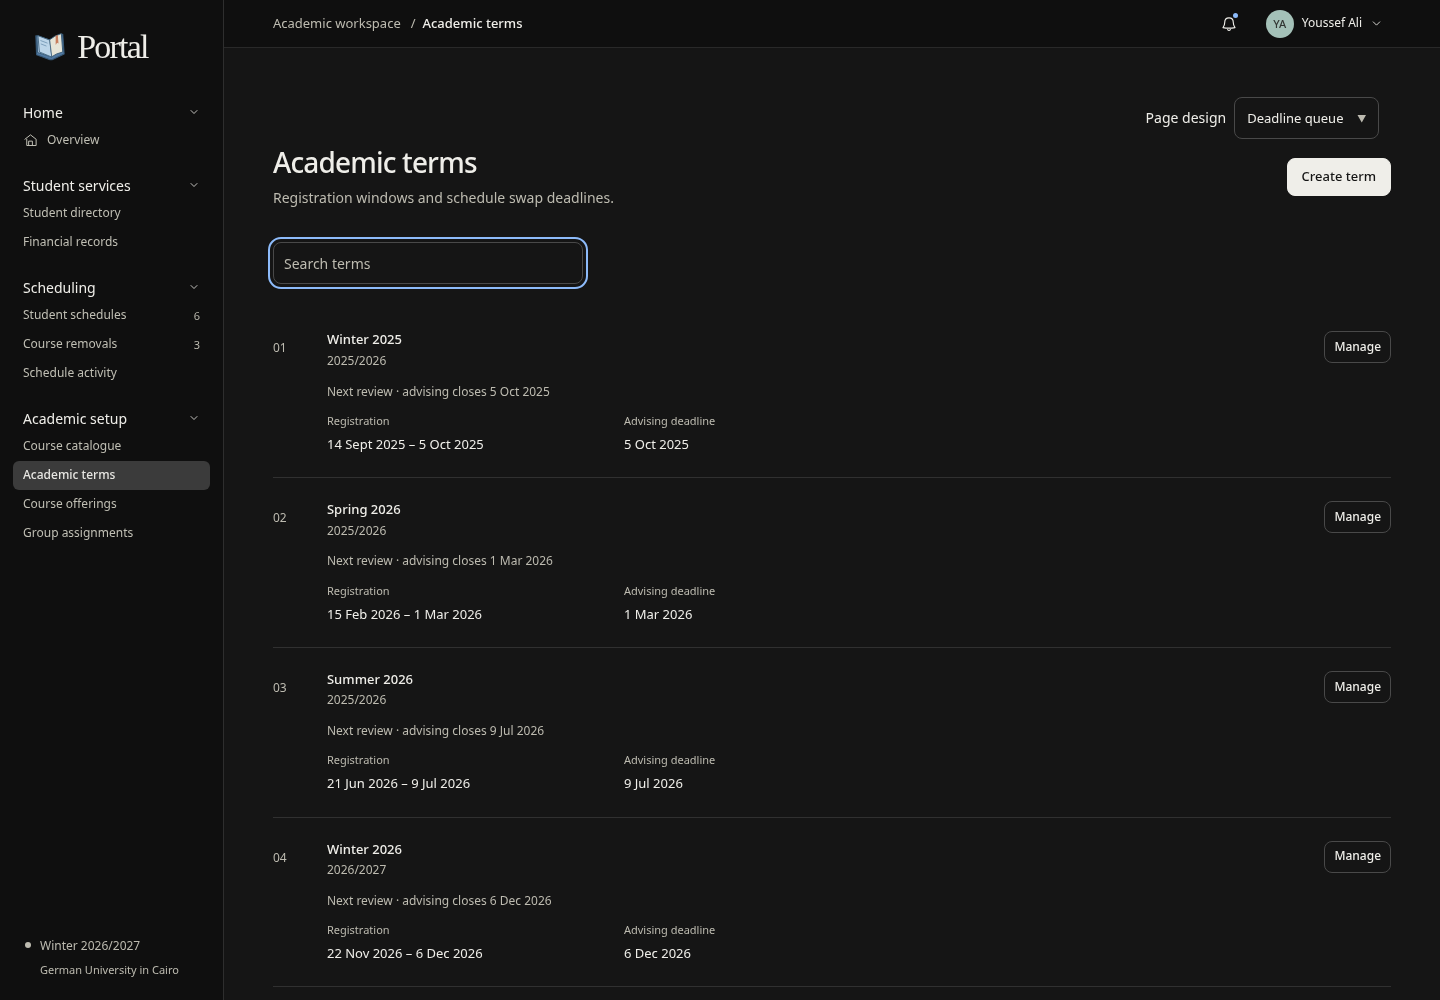 Portal
Home
Overview
Student services
Student directory
Financial records
Scheduling
Student schedules 6
Course removals 3
Schedule activity
Academic setup
Course catalogue
Academic terms
Course offerings
Group assignments
Winter 2026/2027
German University in Cairo
Academic workspace / Academic terms
YA Youssef Ali
Page design Deadline queue
Academic terms
Registration windows and schedule swap deadlines.
Create term
Search terms
01 Winter 2025 Manage
2025/2026
Next review · advising closes 5 Oct 2025
Registration Advising deadline
14 Sept 2025 – 5 Oct 2025 5 Oct 2025
02 Spring 2026 Manage
2025/2026
Next review · advising closes 1 Mar 2026
Registration Advising deadline
15 Feb 2026 – 1 Mar 2026 1 Mar 2026
03 Summer 2026 Manage
2025/2026
Next review · advising closes 9 Jul 2026
Registration Advising deadline
21 Jun 2026 – 9 Jul 2026 9 Jul 2026
04 Winter 2026 Manage
2026/2027
Next review · advising closes 6 Dec 2026
Registration Advising deadline
22 Nov 2026 – 6 Dec 2026 6 Dec 2026